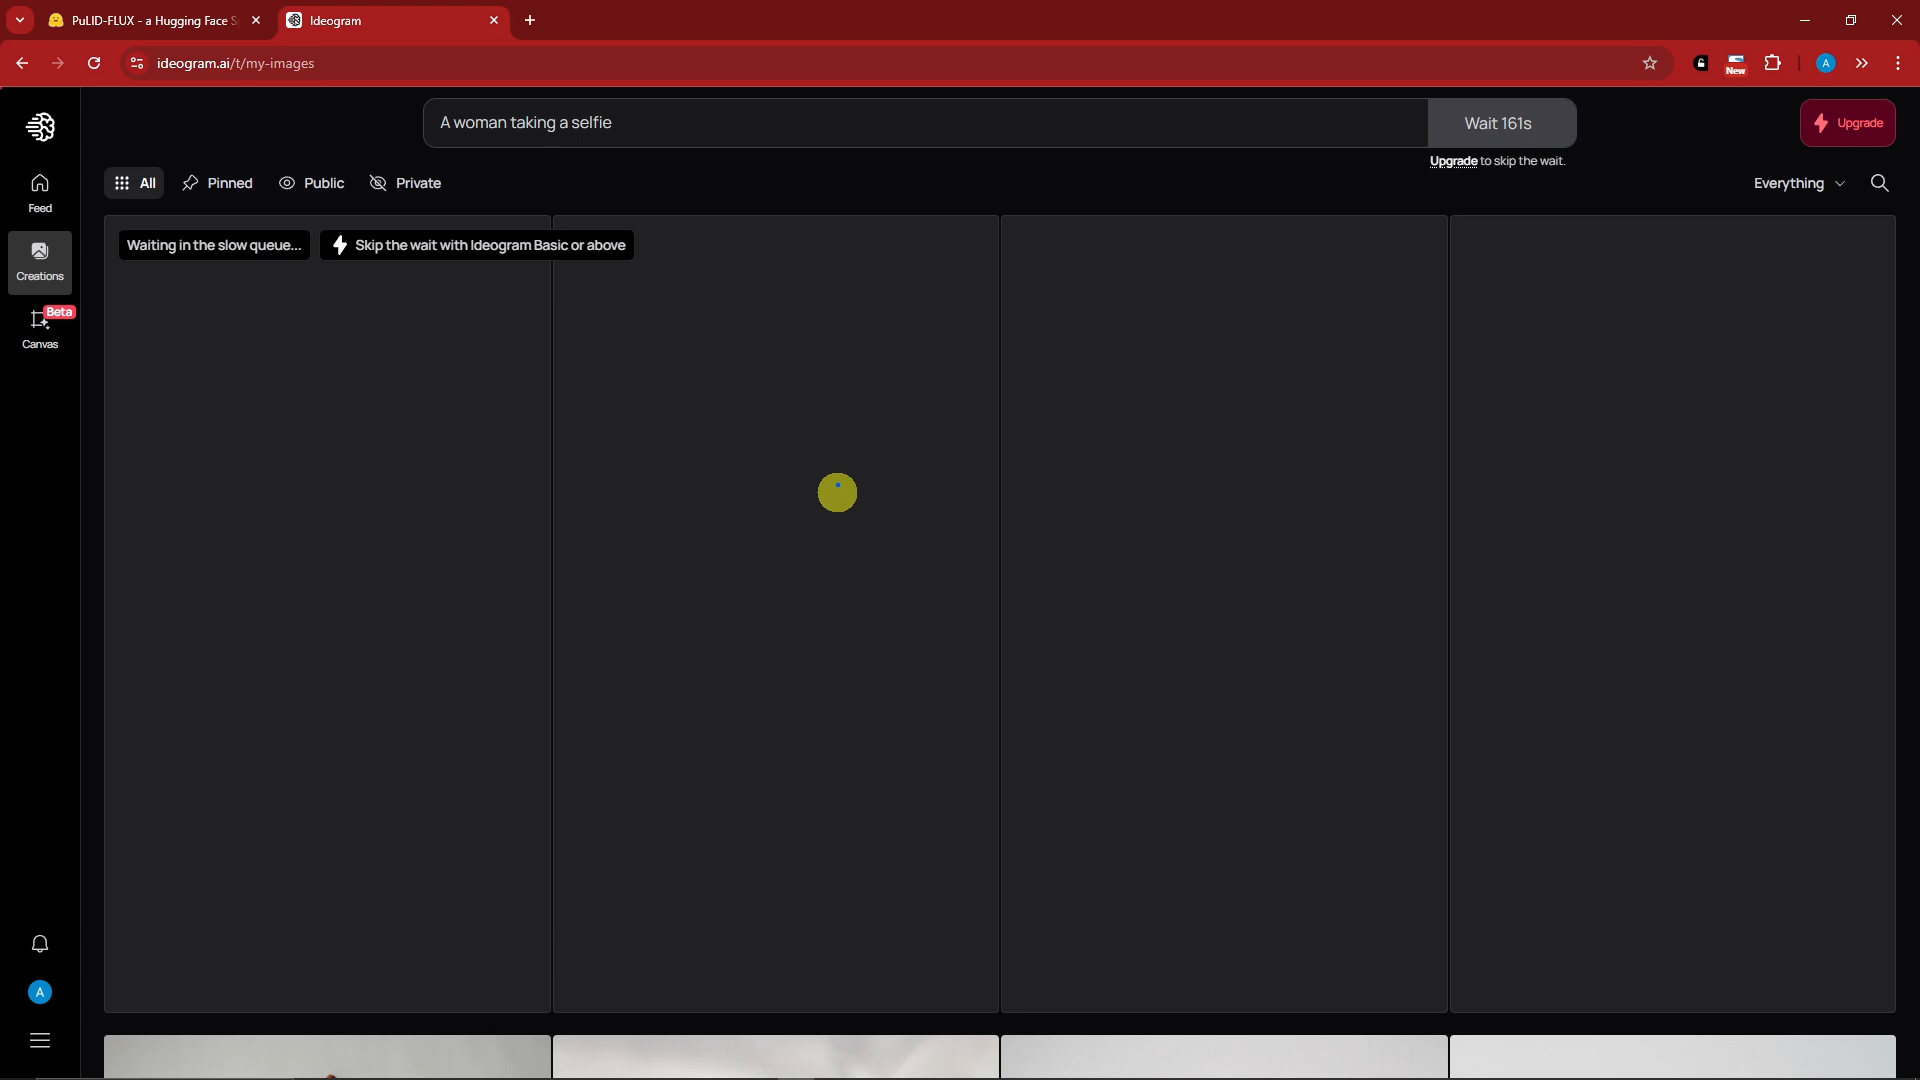 PuLID-FLUX - a Hugging Face S
Ideogram
ideogram.ai/t/my-images
New
A
A woman taking a selfie
Wait 161s
Upgrade
Upgrade to skip the wait.
All
Pinned
Public
Private
Everything
Feed
Creations
Beta
Canvas
Waiting in the slow queue...
Skip the wait with Ideogram Basic or above
A